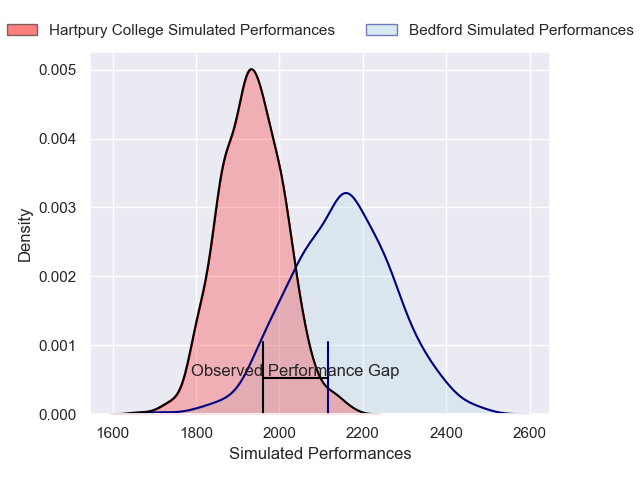 Hartpury College Simulated Performances
Bedford Simulated Performances
0.005
0.004
0.003
0.002
0.001
0.000
Density
Observed Performance Gap
1600 1800 2000 2200 2400 2600
Simulated Performances